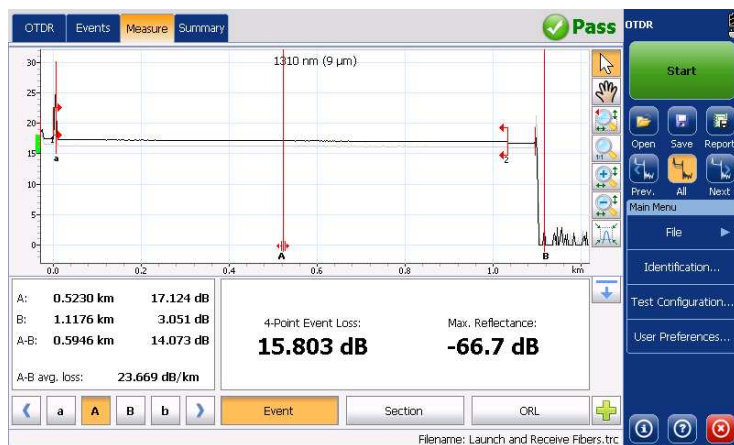 OTDR Events Measure Summary
Pass
OTDR
1310 nm (9 µm)
30
25
20
15
10
5
0
a
2
A
B
0.0 0.2 0.4 0.6 0.8 1.0 km
A: 0.5230 km 17.124 dB
B: 1.1176 km 3.051 dB
A-B: 0.5946 km 14.073 dB
A-B avg. loss: 23.669 dB/km
4-Point Event Loss:
15.803 dB
Max. Reflectance:
-66.7 dB
a A B b
Event Section ORL
Filename: Launch and Receive Fibers.trc
Start
Open Save Report
Prev. All Next
Main Menu
File
Identification...
Test Configuration...
User Preferences...